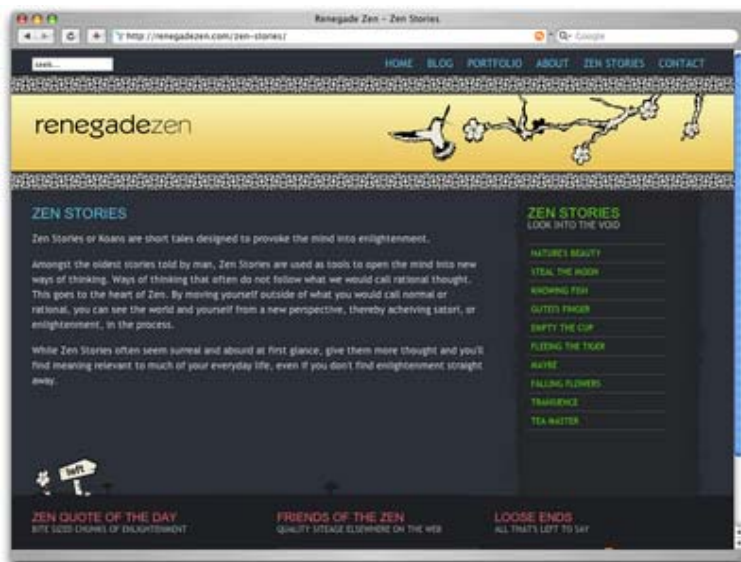 Renegade Zen – Zen Stories
http://renegadezen.com/zen-stories/
Google
seek...
HOME BLOG PORTFOLIO ABOUT ZEN STORIES CONTACT
renegadezen
ZEN STORIES
Zen Stories or Koans are short tales designed to provoke the mind into enlightenment.
Amongst the oldest stories told by man, Zen Stories are used as tools to open the mind into new
ways of thinking. Ways of thinking that often do not follow what we would call rational thought.
This goes to the heart of Zen. By moving yourself outside of what you would call normal or
rational, you can see the world and yourself from a new perspective, thereby acheiving satori, or
enlightenment, in the process.
While Zen Stories often seem surreal and absurd at first glance, give them more thought and you'll
find meaning relevant to much of your everyday life, even if you don't find enlightenment straight
away.
ZEN STORIES
LOOK INTO THE VOID
NATURE'S BEAUTY
STEAL THE MOON
KNOWING FISH
GUTEI'S FINGER
EMPTY THE CUP
FLEEING THE TIGER
MAYBE
FALLING FLOWERS
TRANSIENCE
TEA MASTER
left
ZEN QUOTE OF THE DAY
BITE SIZED CHUNKS OF ENLIGHTENMENT
FRIENDS OF THE ZEN
QUALITY SITEAGE ELSEWHERE ON THE WEB
LOOSE ENDS
ALL THAT'S LEFT TO SAY